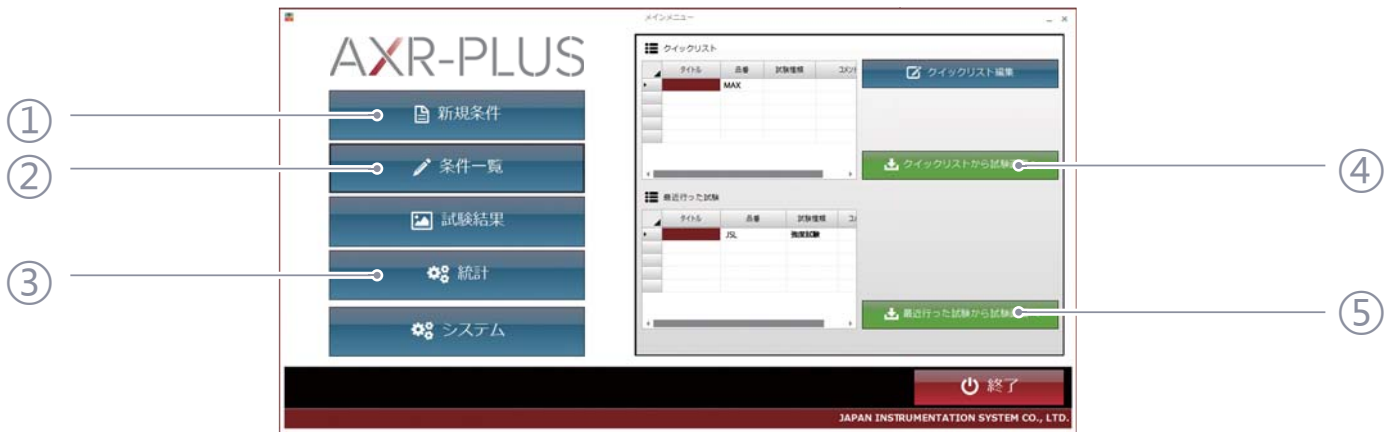 メインメニュー
AXR-PLUS
① 新規条件
② 条件一覧
試験結果
③ 統計
システム
クイックリスト
タイトル 品番 試験種類 コメント
MAX
クイックリスト編集
クイックリストから試験 ④
最近行った試験
タイトル 品番 試験種類 コ
JSL 強度試験
最近行った試験から試験 ⑤
終了
JAPAN INSTRUMENTATION SYSTEM CO., LTD.